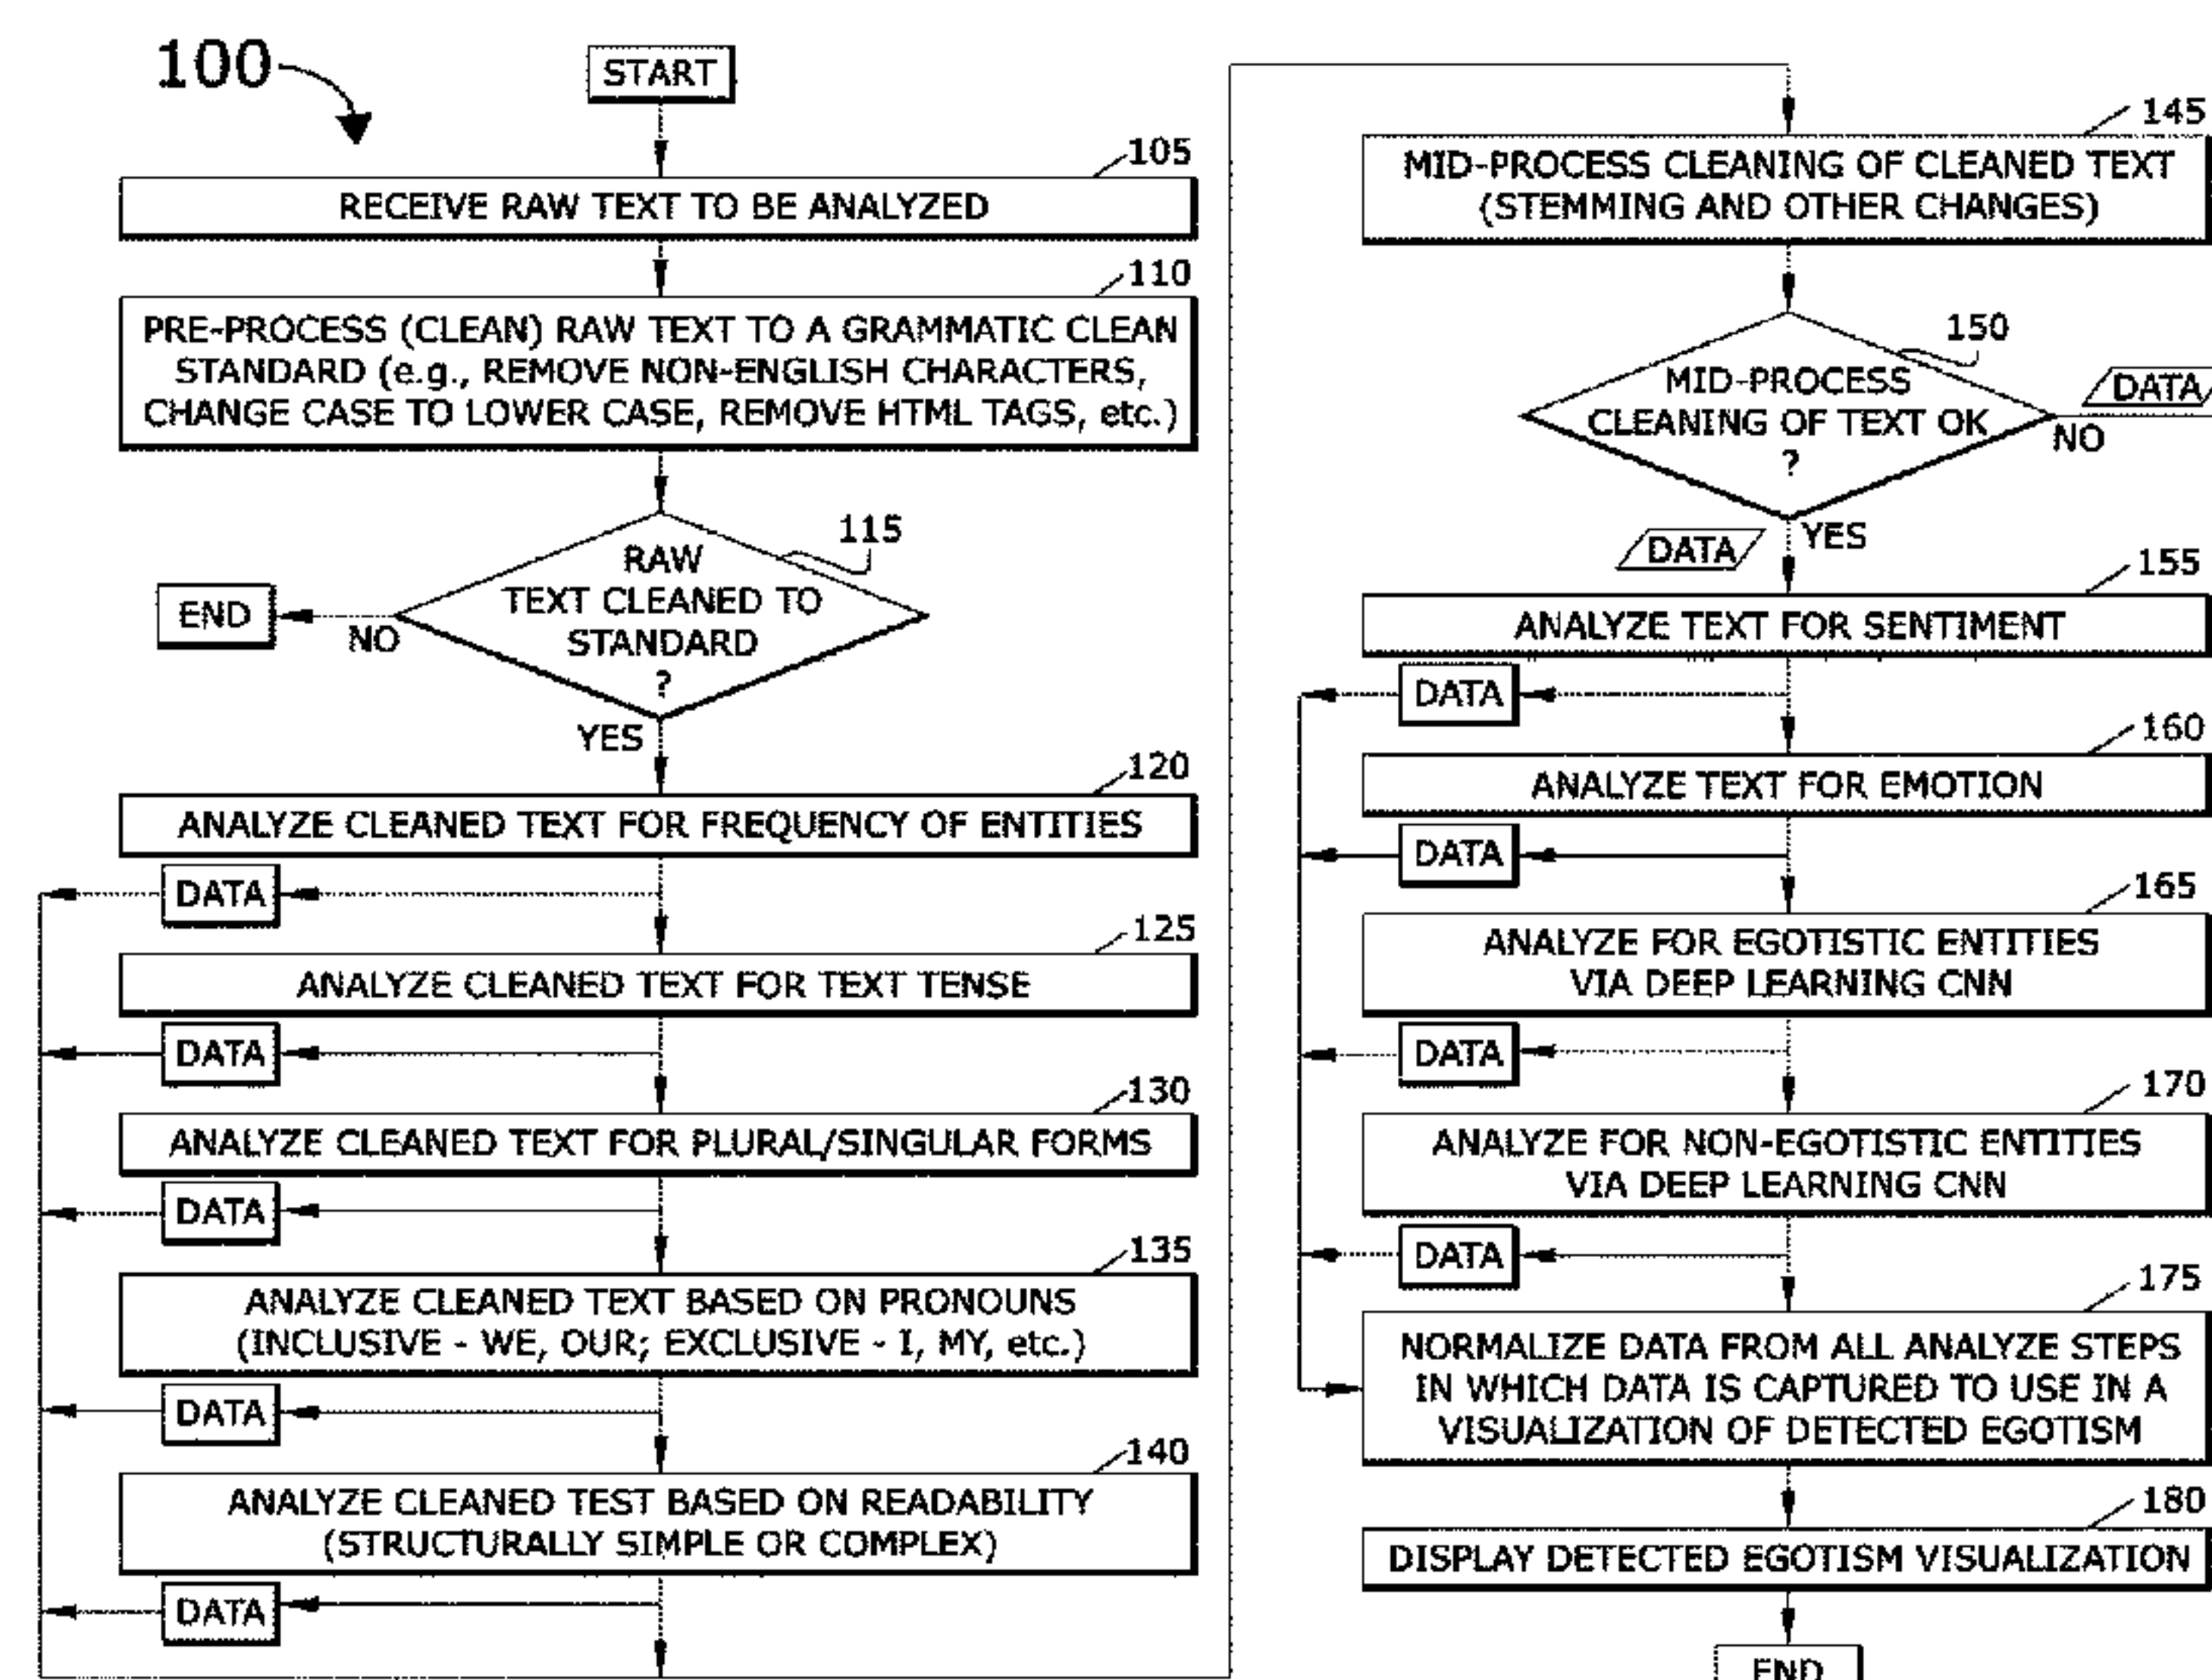 100
START
105
RECEIVE RAW TEXT TO BE ANALYZED
110
PRE-PROCESS (CLEAN) RAW TEXT TO A GRAMMATIC CLEAN
STANDARD (e.g., REMOVE NON-ENGLISH CHARACTERS,
CHANGE CASE TO LOWER CASE, REMOVE HTML TAGS, etc.)
115
RAW
TEXT CLEANED TO
STANDARD
?
END
NO
YES
120
ANALYZE CLEANED TEXT FOR FREQUENCY OF ENTITIES
DATA
125
ANALYZE CLEANED TEXT FOR TEXT TENSE
DATA
130
ANALYZE CLEANED TEXT FOR PLURAL/SINGULAR FORMS
DATA
135
ANALYZE CLEANED TEXT BASED ON PRONOUNS
(INCLUSIVE - WE, OUR; EXCLUSIVE - I, MY, etc.)
DATA
140
ANALYZE CLEANED TEST BASED ON READABILITY
(STRUCTURALLY SIMPLE OR COMPLEX)
DATA
145
MID-PROCESS CLEANING OF CLEANED TEXT
(STEMMING AND OTHER CHANGES)
150
MID-PROCESS
CLEANING OF TEXT OK
?
DATA
NO
YES
DATA
155
ANALYZE TEXT FOR SENTIMENT
DATA
160
ANALYZE TEXT FOR EMOTION
DATA
165
ANALYZE FOR EGOTISTIC ENTITIES
VIA DEEP LEARNING CNN
DATA
170
ANALYZE FOR NON-EGOTISTIC ENTITIES
VIA DEEP LEARNING CNN
DATA
175
NORMALIZE DATA FROM ALL ANALYZE STEPS
IN WHICH DATA IS CAPTURED TO USE IN A
VISUALIZATION OF DETECTED EGOTISM
180
DISPLAY DETECTED EGOTISM VISUALIZATION
END